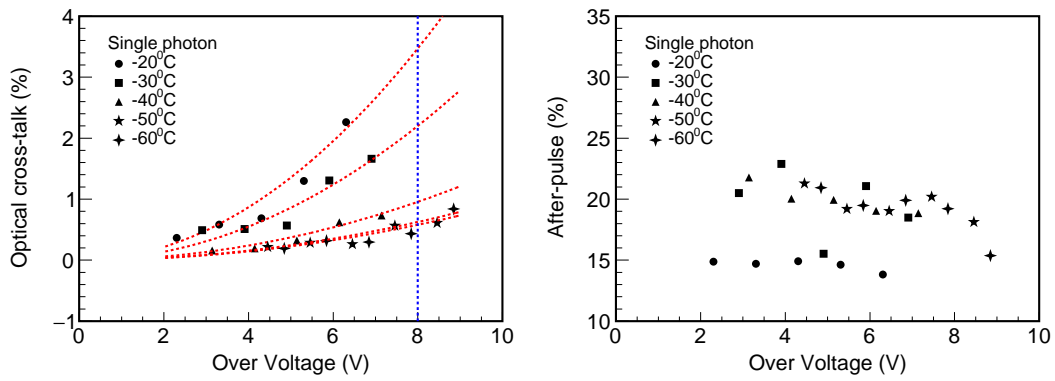 Optical cross-talk (%)
4
3
2
1
0
−1
Single photon
-20⁰C
-30⁰C
-40⁰C
-50⁰C
-60⁰C
0 2 4 6 8 10
Over Voltage (V)
After-pulse (%)
35
30
25
20
15
10
Single photon
-20⁰C
-30⁰C
-40⁰C
-50⁰C
-60⁰C
0 2 4 6 8 10
Over Voltage (V)